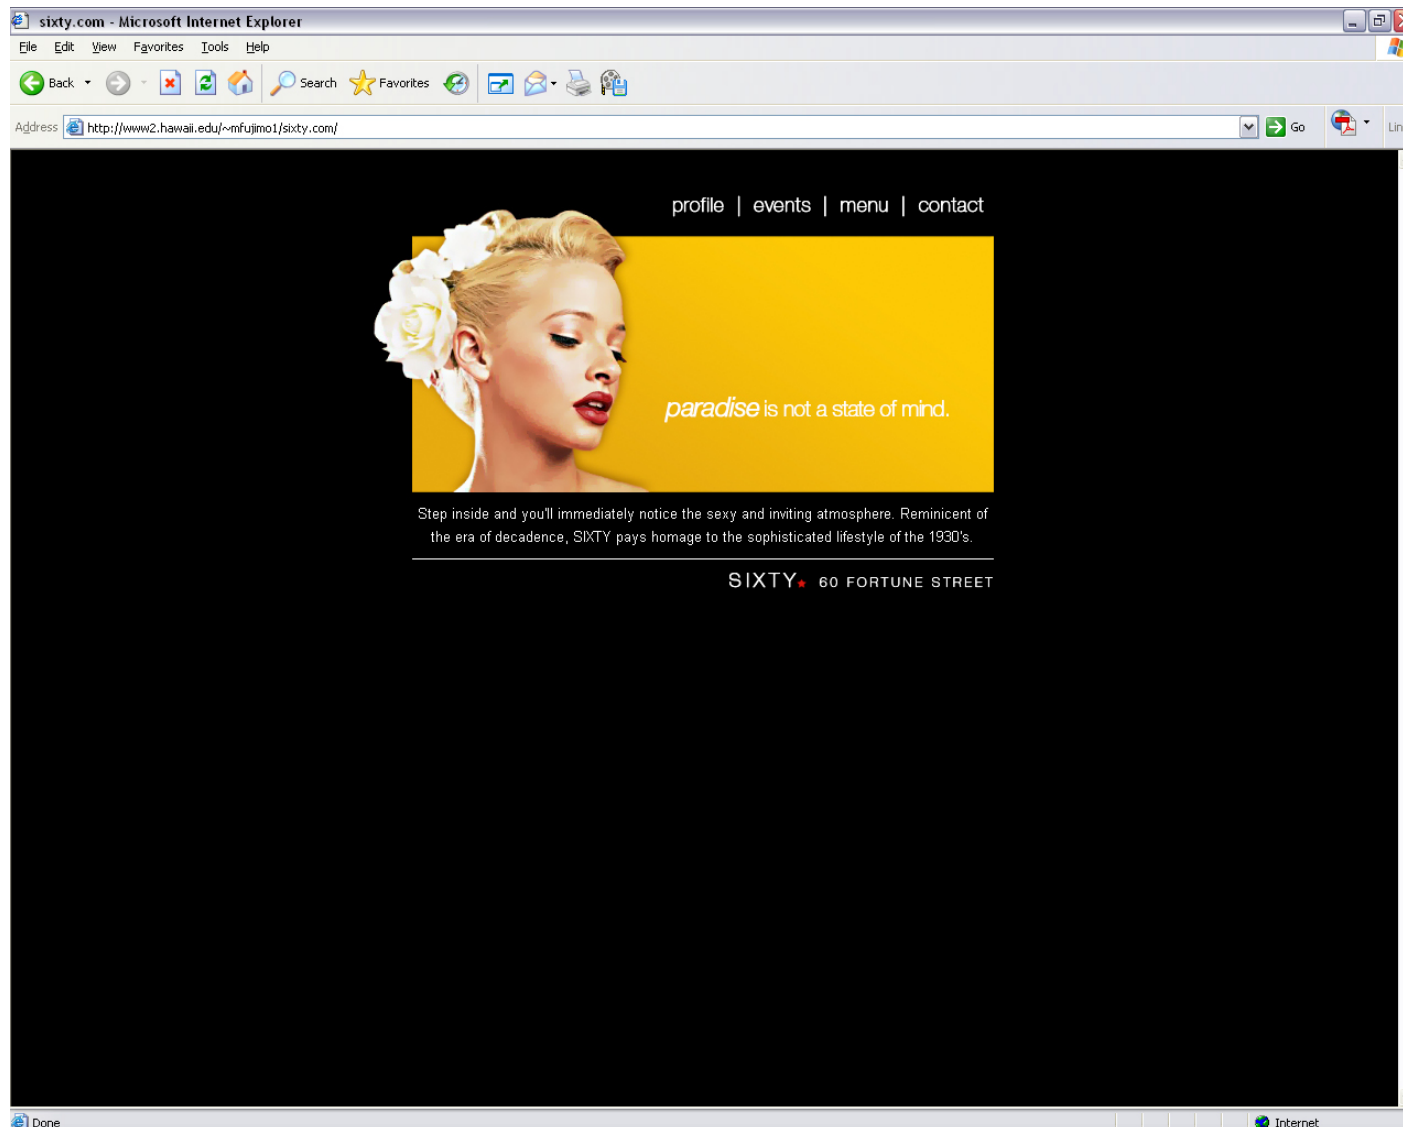 sixty.com - Microsoft Internet Explorer
File Edit View Favorites Tools Help
Back Search Favorites
Address http://www2.hawaii.edu/~mfujimo1/sixty.com/ Go Lin
profile | events | menu | contact
paradise is not a state of mind.
Step inside and you'll immediately notice the sexy and inviting atmosphere. Reminicent of
the era of decadence, SIXTY pays homage to the sophisticated lifestyle of the 1930's.
SIXTY★ 60 FORTUNE STREET
Done Internet